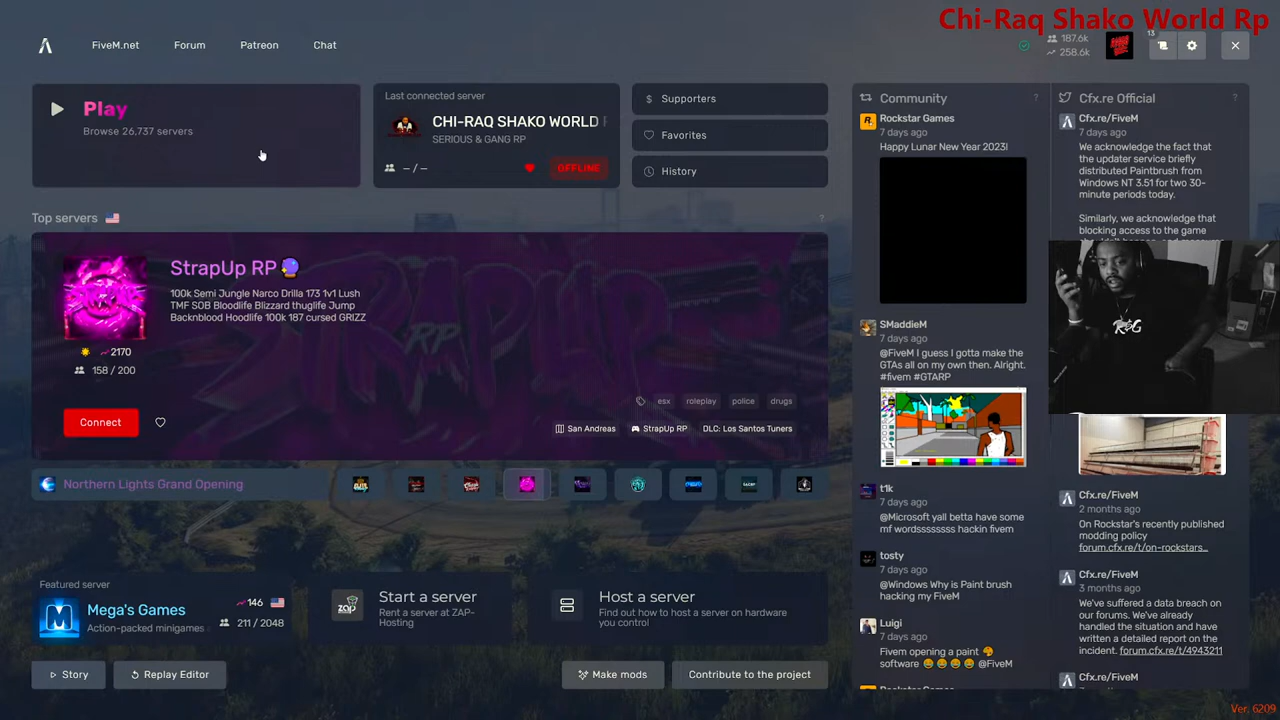 Chi-Raq Shako World Rp
FiveM.net
Forum
Patreon
Chat
187.6k
258.6k
13
Play
Browse 26,737 servers
Last connected server
CHI-RAQ SHAKO WORLD
SERIOUS & GANG RP
– / –
OFFLINE
$ Supporters
Favorites
History
Top servers
?
StrapUp RP
100k Semi Jungle Narco Drilla 173 1v1 Lush
TMF SOB Bloodlife Blizzard thuglife Jump
Backnblood Hoodlife 100k 187 cursed GRIZZ
2170
158 / 200
Connect
esx
roleplay
police
drugs
San Andreas
StrapUp RP
DLC: Los Santos Tuners
Northern Lights Grand Opening
Featured server
Mega's Games
Action-packed minigames
146
211 / 2048
ZAP
Start a server
Rent a server at ZAP-
Hosting
Host a server
Find out how to host a server on hardware
you control
Story
Replay Editor
Make mods
Contribute to the project
Community
?
Rockstar Games
7 days ago
Happy Lunar New Year 2023!
SMaddieM
7 days ago
@FiveM I guess I gotta make the
GTAs all on my own then. Alright.
#fivem #GTARP
t1k
7 days ago
@Microsoft yall betta have some
mf wordsssssss hackin fivem
tosty
7 days ago
@Windows Why is Paint brush
hacking my FiveM
Luigi
7 days ago
Fivem opening a paint
software 😂😂😂😂 @FiveM
Rockstar Games
Cfx.re Official
?
Cfx.re/FiveM
7 days ago
We acknowledge the fact that
the updater service briefly
distributed Paintbrush from
Windows NT 3.51 for two 30-
minute periods today.
Similarly, we acknowledge that
blocking access to the game
R$G
Cfx.re/FiveM
2 months ago
On Rockstar's recently published
modding policy
forum.cfx.re/t/on-rockstars…
Cfx.re/FiveM
3 months ago
We've suffered a data breach on
our forums. We've already
handled the situation and have
written a detailed report on the
incident. forum.cfx.re/t/4943211
Cfx.re/FiveM
Ver. 6209